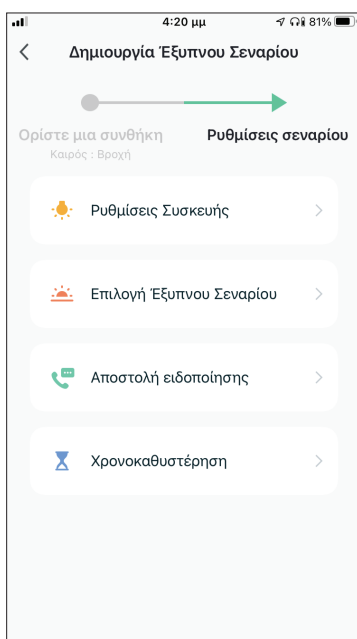 4:20 μμ 81%
Δημιουργία Έξυπνου Σεναρίου
Ορίστε μια συνθήκη Ρυθμίσεις σεναρίου
Καιρός : Βροχή
Ρυθμίσεις Συσκευής
Επιλογή Έξυπνου Σεναρίου
Αποστολή ειδοποίησης
Χρονοκαθυστέρηση